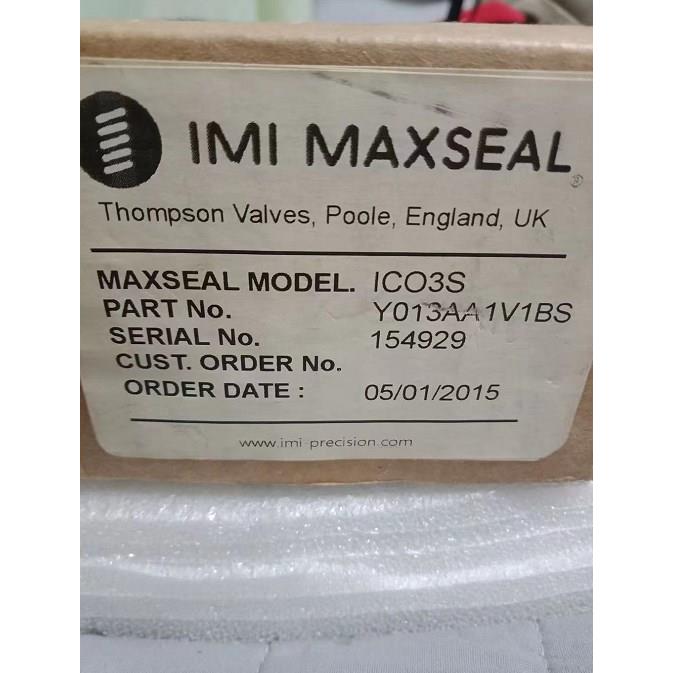 IMI MAXSEAL®
Thompson Valves, Poole, England, UK
MAXSEAL MODEL. ICO3S
PART No. Y013AA1V1BS
SERIAL No. 154929
CUST. ORDER No.
ORDER DATE : 05/01/2015
www.imi-precision.com